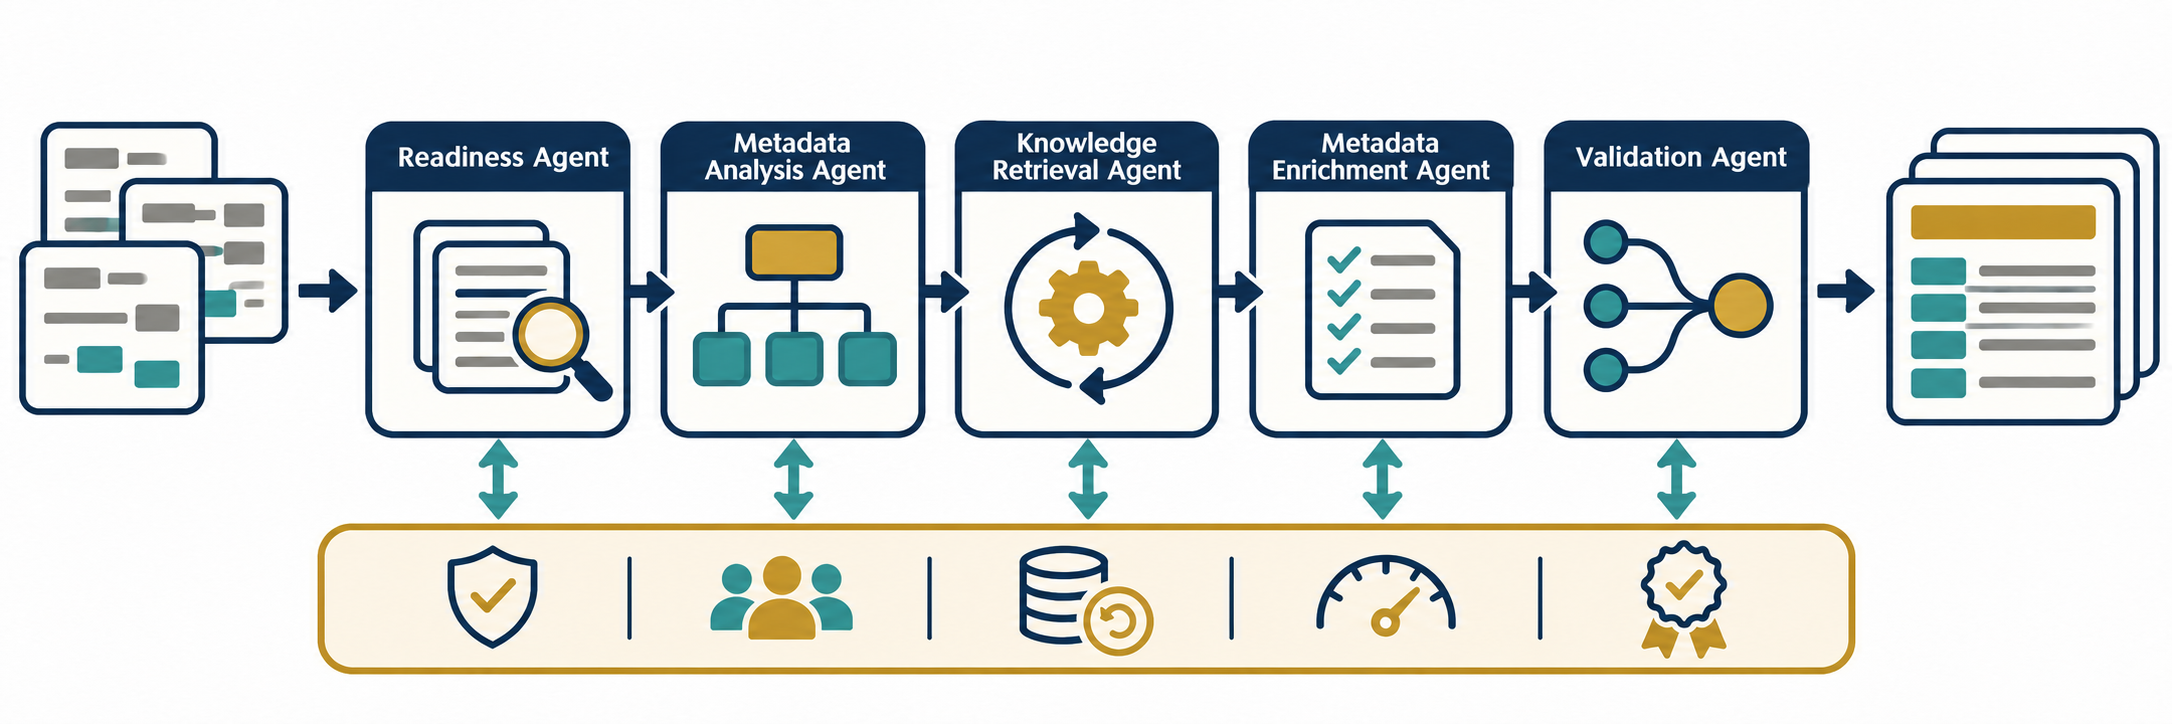 Readiness Agent
Metadata
Analysis Agent
Knowledge
Retrieval Agent
Metadata
Enrichment Agent
Validation Agent